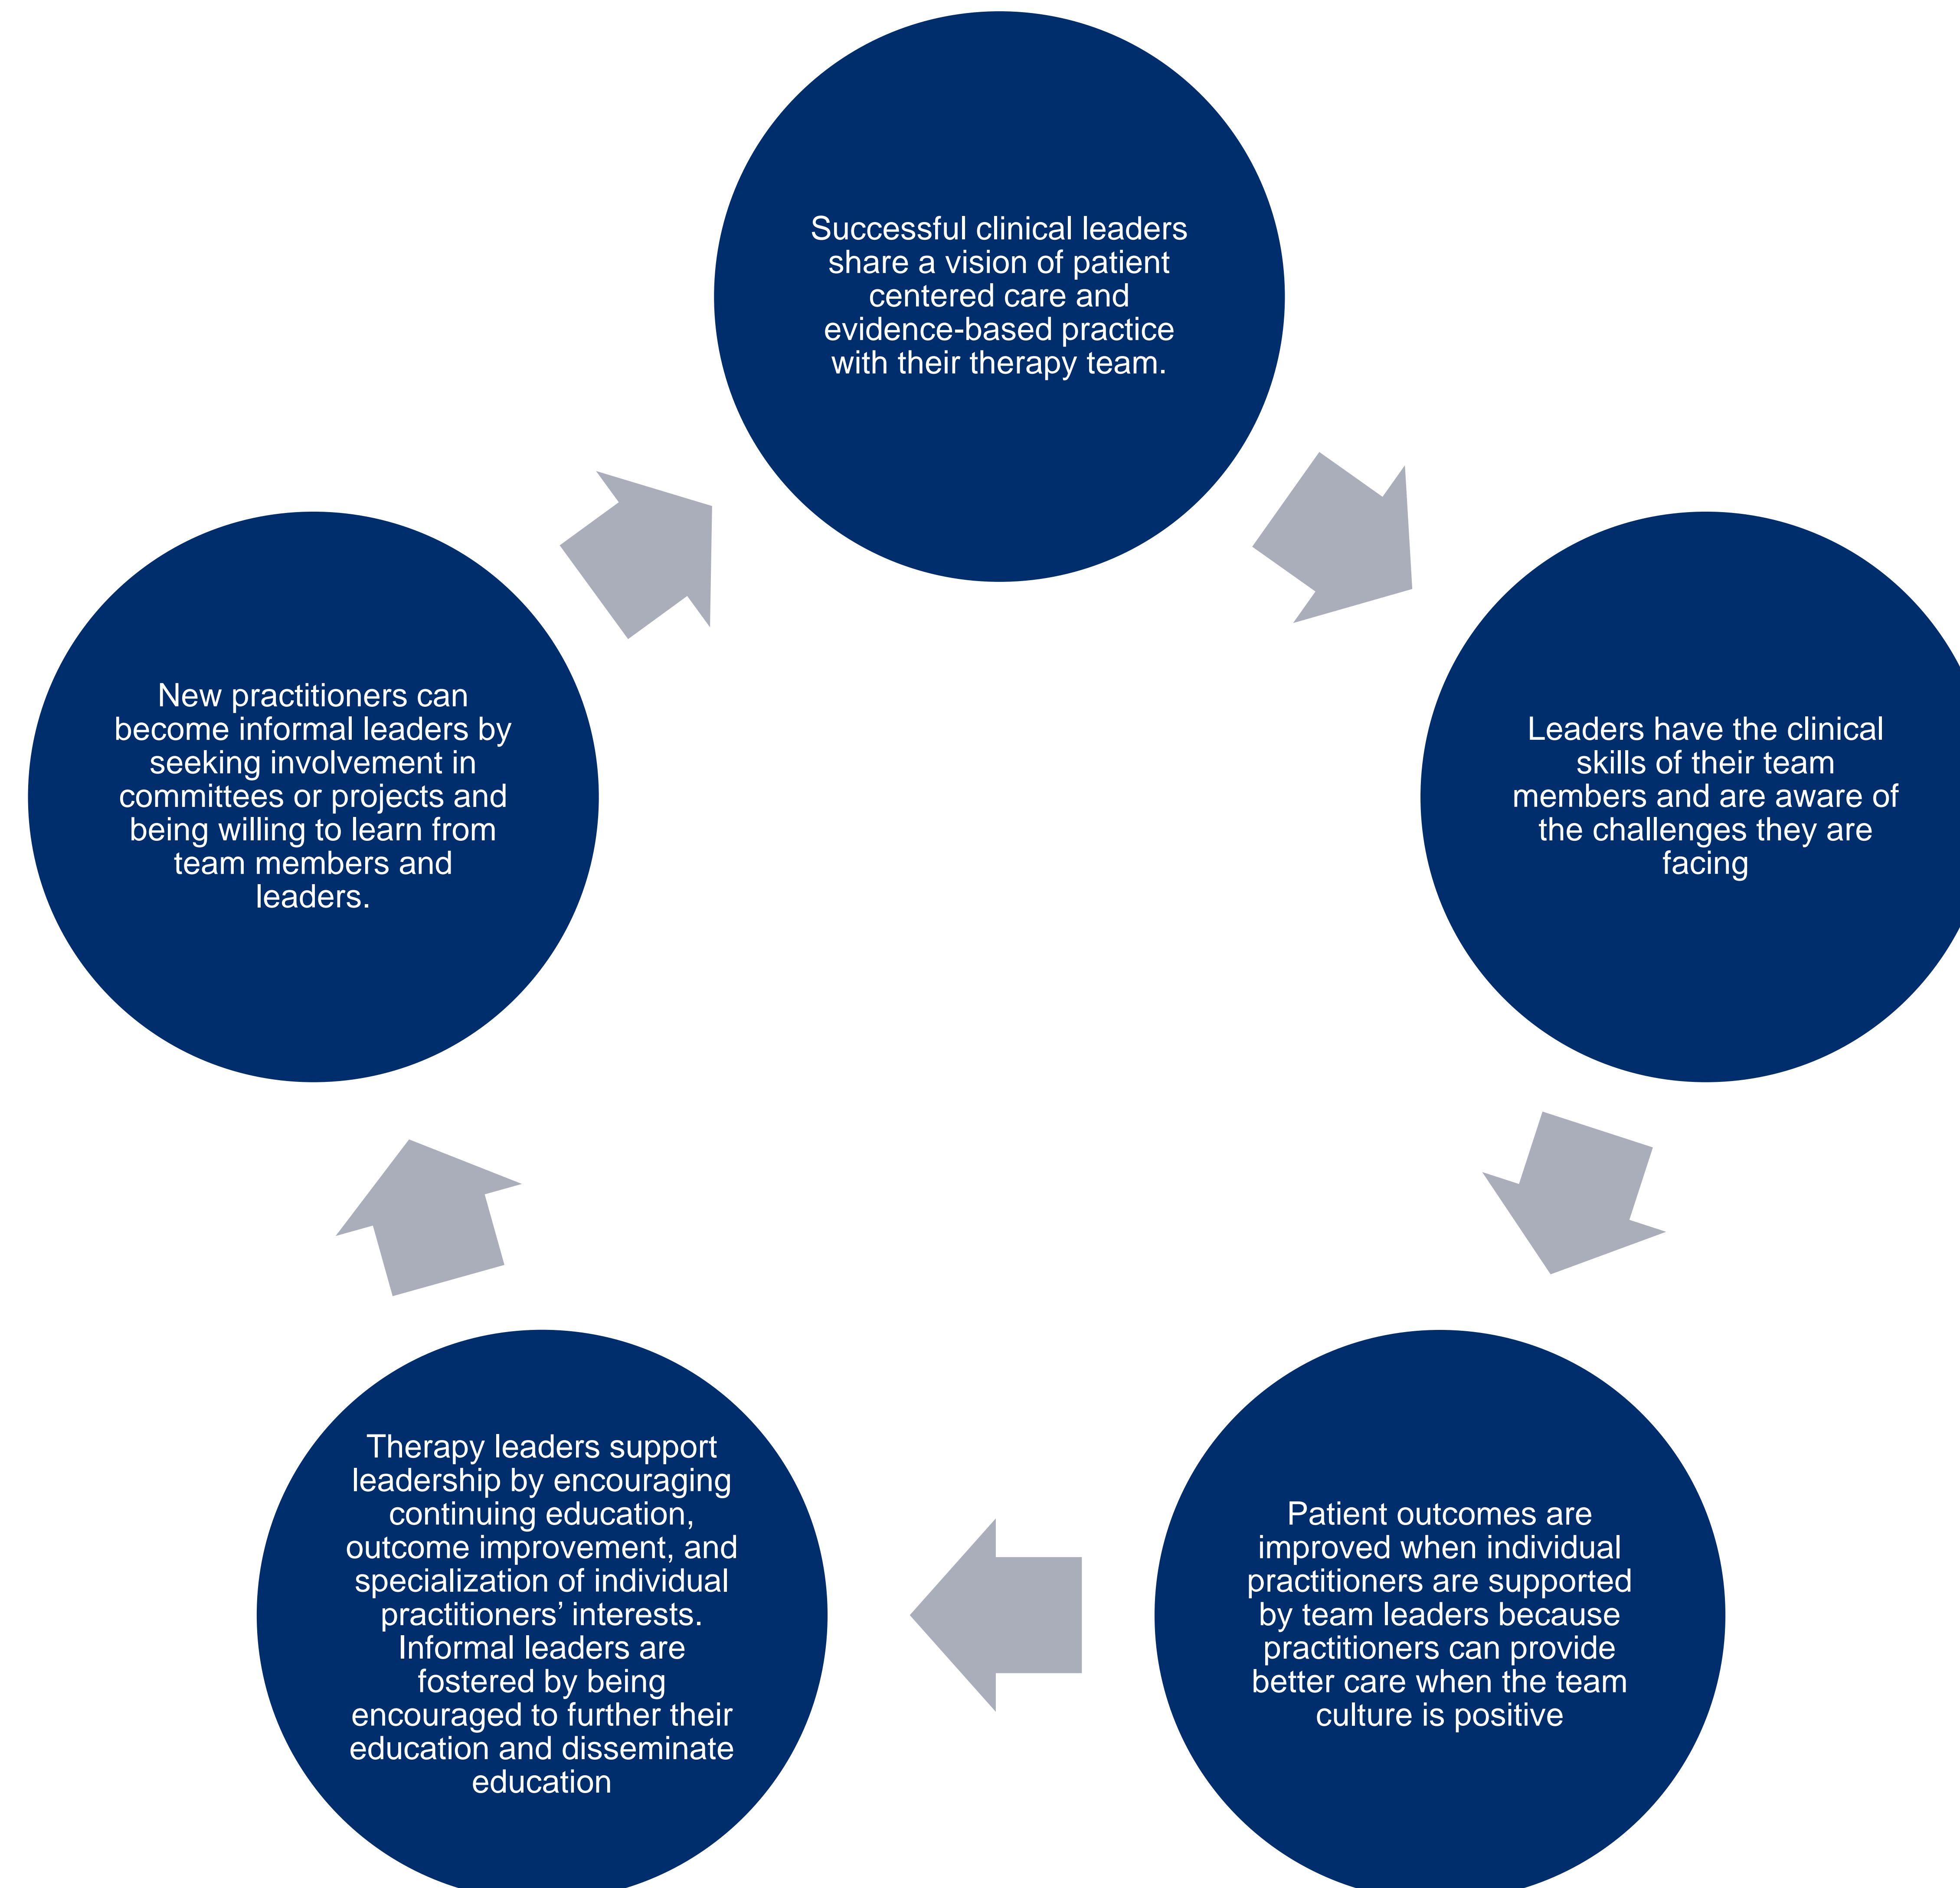 Successful clinical leaders
share a vision of patient
centered care and
evidence-based practice
with their therapy team.
Leaders have the clinical
skills of their team
members and are aware of
the challenges they are
facing
Patient outcomes are
improved when individual
practitioners are supported
by team leaders because
practitioners can provide
better care when the team
culture is positive
Therapy leaders support
leadership by encouraging
continuing education,
outcome improvement, and
specialization of individual
practitioners’ interests.
Informal leaders are
fostered by being
encouraged to further their
education and disseminate
education
New practitioners can
become informal leaders by
seeking involvement in
committees or projects and
being willing to learn from
team members and
leaders.